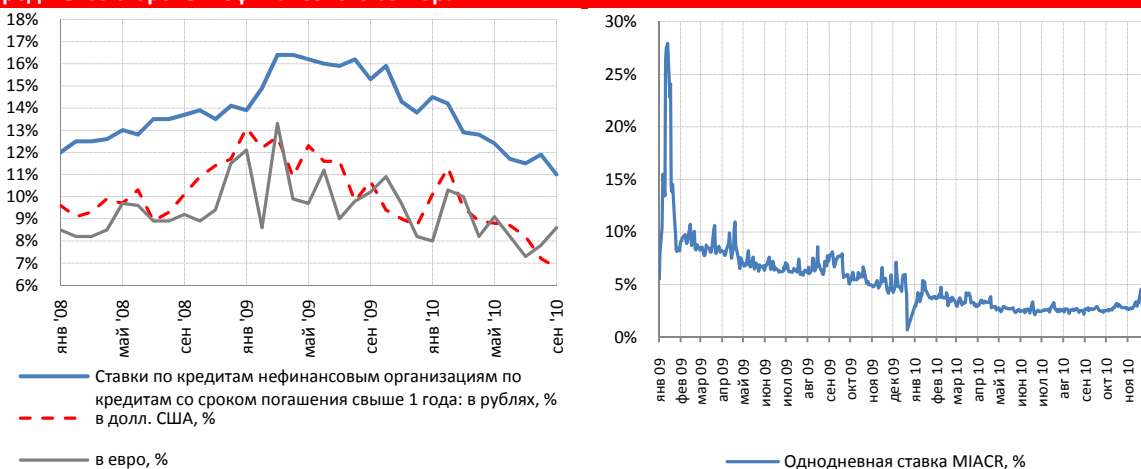 18%
17%
16%
15%
14%
13%
12%
11%
10%
9%
8%
7%
6%
янв '08
май '08
сен '08
янв '09
май '09
сен '09
янв '10
май '10
сен '10
Ставки по кредитам нефинансовым организациям по
кредитам со сроком погашения свыше 1 года: в рублях, %
в долл. США, %
в евро, %
30%
25%
20%
15%
10%
5%
0%
янв 09
фев 09
мар 09
апр 09
май 09
июн 09
июл 09
авг 09
сен 09
окт 09
ноя 09
дек 09
янв 10
фев 10
мар 10
апр 10
май 10
июн 10
июл 10
авг 10
сен 10
окт 10
ноя 10
Однодневная ставка MIACR, %